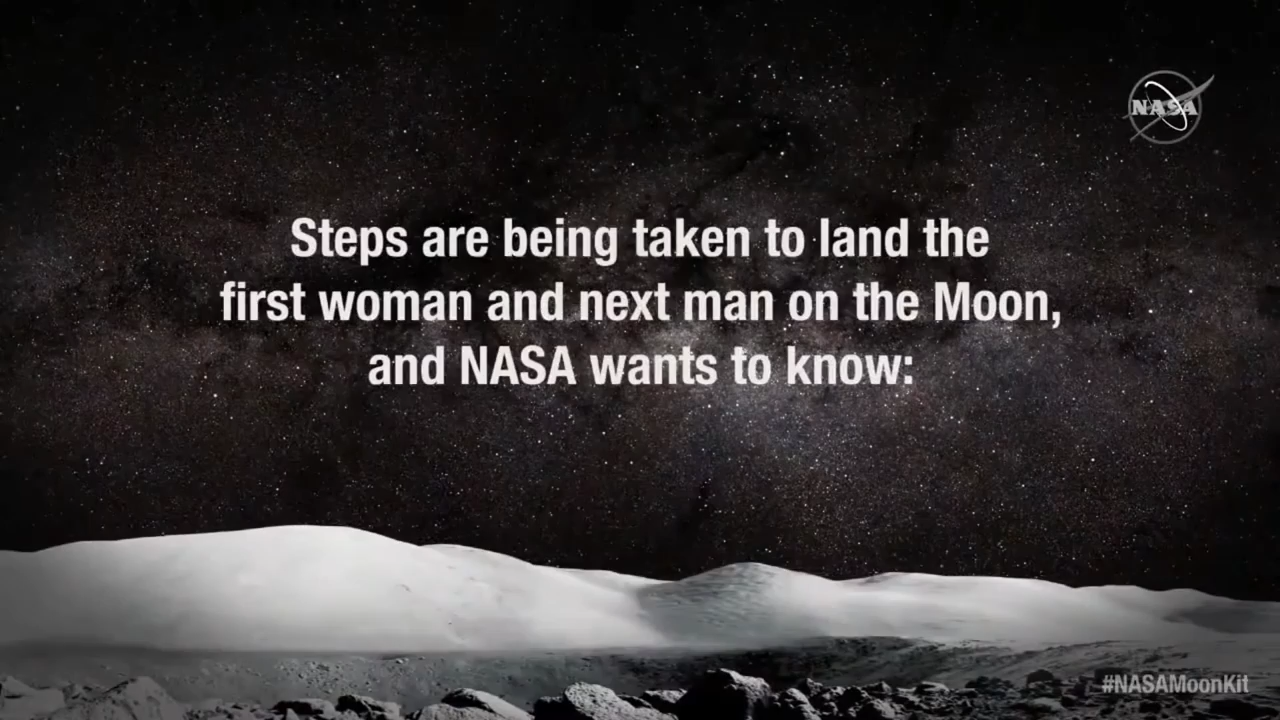 NASA
Steps are being taken to land the
first woman and next man on the Moon,
and NASA wants to know:
#NASAMoonKit